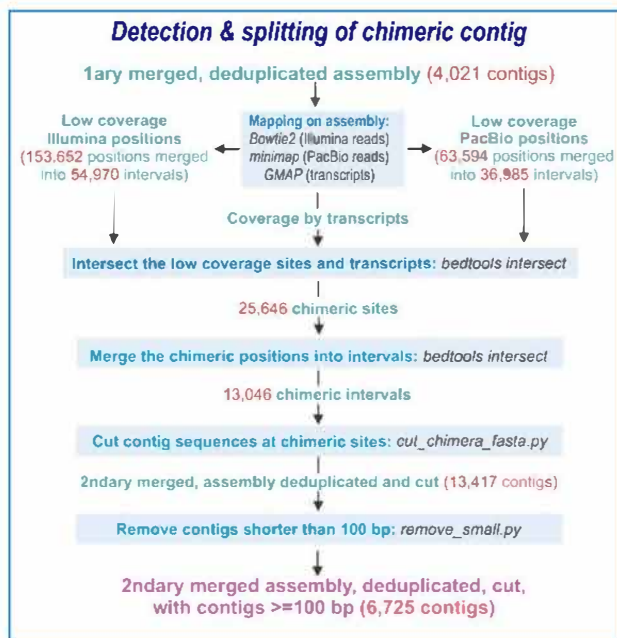 Detection & splitting of chimeric contig
1ary merged, deduplicated assembly (4,021 contigs)
Low coverage
Illumina positions
(153,652 positions merged
into 54,970 intervals)
Mapping on assembly:
Bowtie2 (Illumina reads)
minimap (PacBio reads)
GMAP (transcripts)
Low coverage
PacBio positions
(63,594 positions merged
into 36,985 intervals)
Coverage by transcripts
Intersect the low coverage sites and transcripts: bedtools intersect
25,646 chimeric sites
Merge the chimeric positions into intervals: bedtools intersect
13,046 chimeric intervals
Cut contig sequences at chimeric sites: cut_chimera_fasta.py
2ndary merged, assembly deduplicated and cut (13,417 contigs)
Remove contigs shorter than 100 bp: remove_small.py
2ndary merged assembly, deduplicated, cut,
with contigs >=100 bp (6,725 contigs)